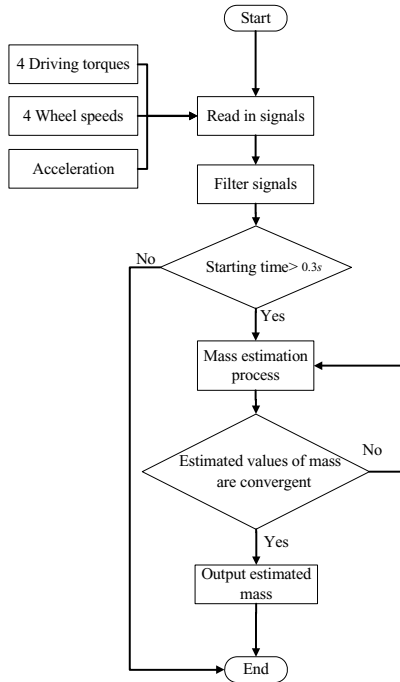 Start
4 Driving torques
4 Wheel speeds
Read in signals
Acceleration
Filter signals
No
Starting time> 0.3s
Yes
Mass estimation
process
Estimated values of mass
are convergent
No
Yes
Output estimated
mass
End